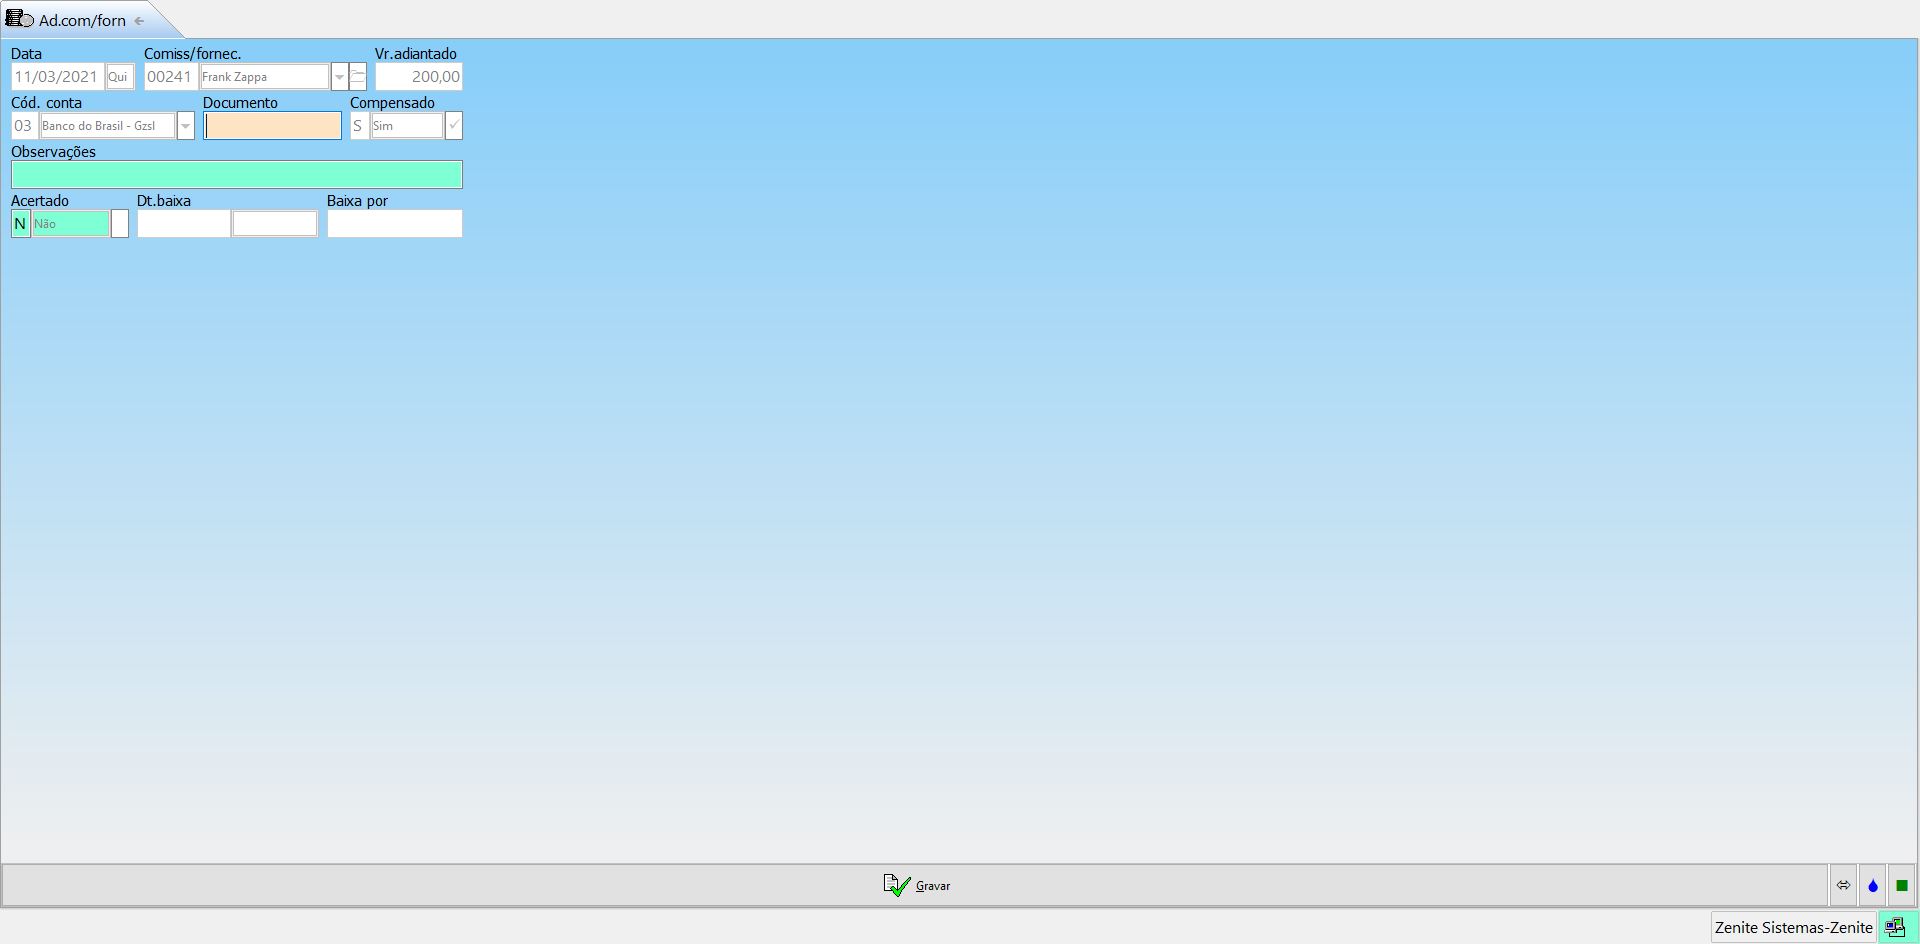 Ad.com/forn
Data Comiss/fornec. Vr.adiantado
11/03/2021 Qui 00241 Frank Zappa 200,00
Cód. conta Documento Compensado
03 Banco do Brasil - Gzsl S Sim
Observações
Acertado Dt.baixa Baixa por
N Não
Gravar
Zenite Sistemas-Zenite